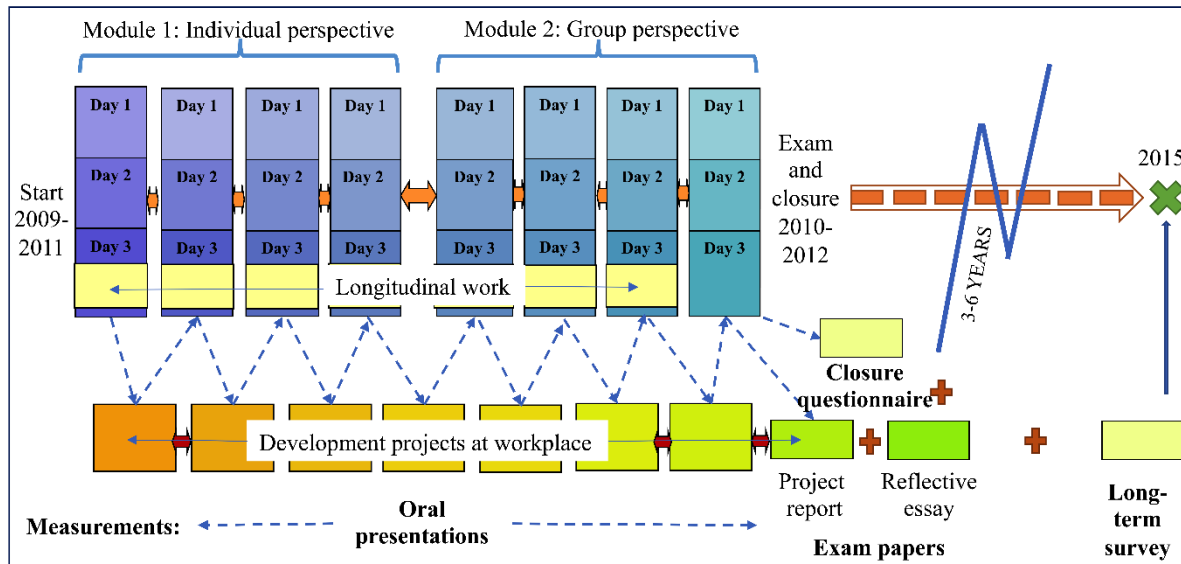 Module 1: Individual perspective
Module 2: Group perspective
Day 1
Day 1
Day 1
Day 1
Day 1
Day 1
Day 1
Day 1
Day 2
Day 2
Day 2
Day 2
Day 2
Day 2
Day 2
Day 2
Day 3
Day 3
Day 3
Day 3
Day 3
Day 3
Day 3
Day 3
Start
2009-
2011
Exam
and
closure
2010-
2012
2015
3-6 YEARS
Longitudinal work
Closure
questionnaire
Development projects at workplace
Project
report
Reflective
essay
Measurements:
Oral
presentations
Exam papers
Long-
term
survey